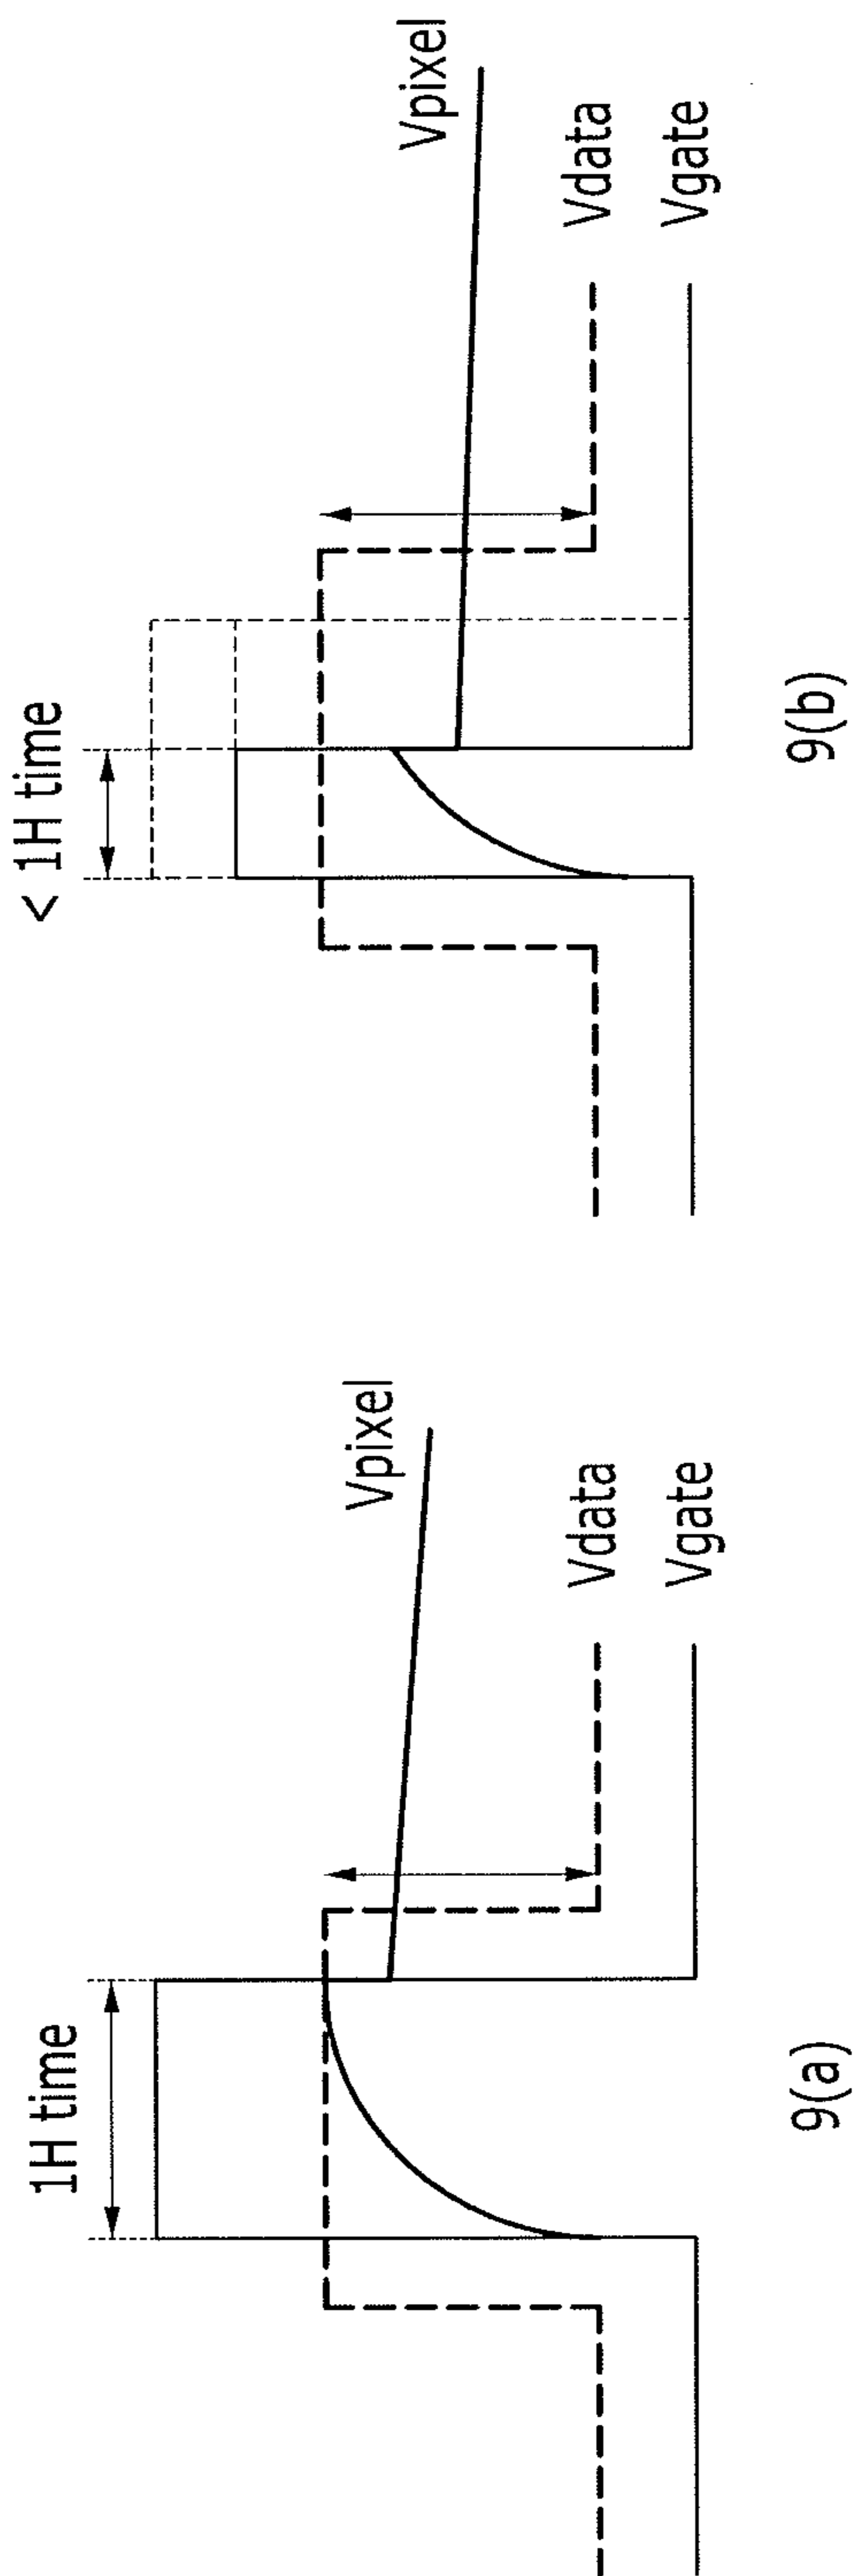 1H time
Vpixel
Vdata
Vgate
9(a)
< 1H time
Vpixel
Vdata
Vgate
9(b)